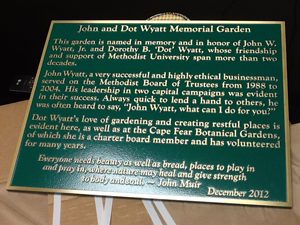 John and Dot Wyatt Memorial Garden
This garden is named in memory and in honor of John W.
Wyatt, Jr. and Dorothy B. "Dot" Wyatt, whose friendship
and support of Methodist University span more than two
decades.
John Wyatt, a very successful and highly ethical businessman,
served on the Methodist Board of Trustees from 1988 to
2004. His leadership in two capital campaigns was evident
in their success. Always quick to lend a hand to others, he
was often heard to say, "John Wyatt, what can I do for you?"
Dot Wyatt's love of gardening and creating restful places is
evident here, as well as at the Cape Fear Botanical Gardens,
of which she is a charter board member and has volunteered
for many years.
Everyone needs beauty as well as bread, places to play in
and pray in, where nature may heal and give strength
to body and soul. ~ John Muir
December 2012